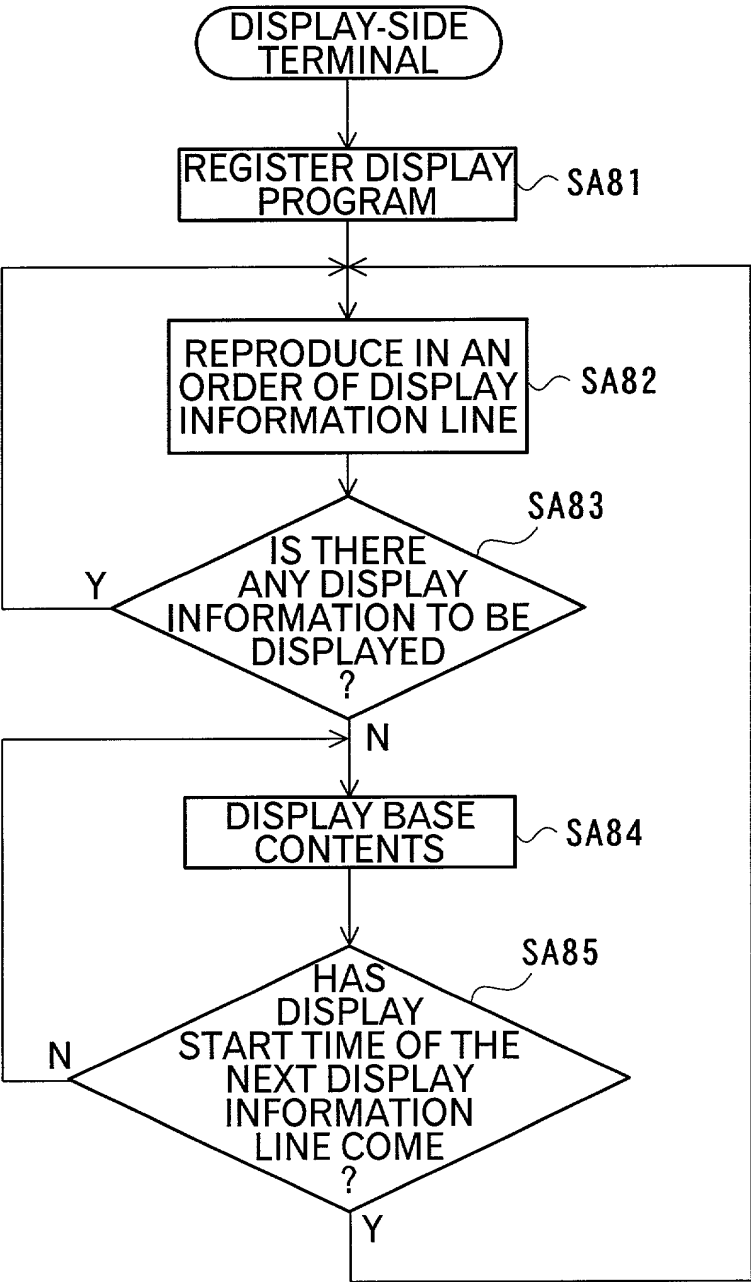 DISPLAY-SIDE
TERMINAL
REGISTER DISPLAY
PROGRAM
SA81
REPRODUCE IN AN
ORDER OF DISPLAY
INFORMATION LINE
SA82
SA83
IS THERE
ANY DISPLAY
INFORMATION TO BE
DISPLAYED
?
Y
N
DISPLAY BASE
CONTENTS
SA84
SA85
HAS
DISPLAY
START TIME OF THE
NEXT DISPLAY
INFORMATION
LINE COME
?
N
Y